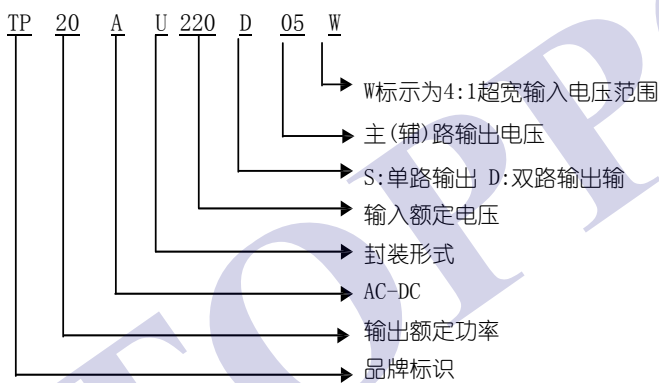 TP 20 A U 220 D 05 W
W标示为4:1超宽输入电压范围
主(辅)路输出电压
S:单路输出 D:双路输出输
输入额定电压
封装形式
AC-DC
输出额定功率
品牌标识